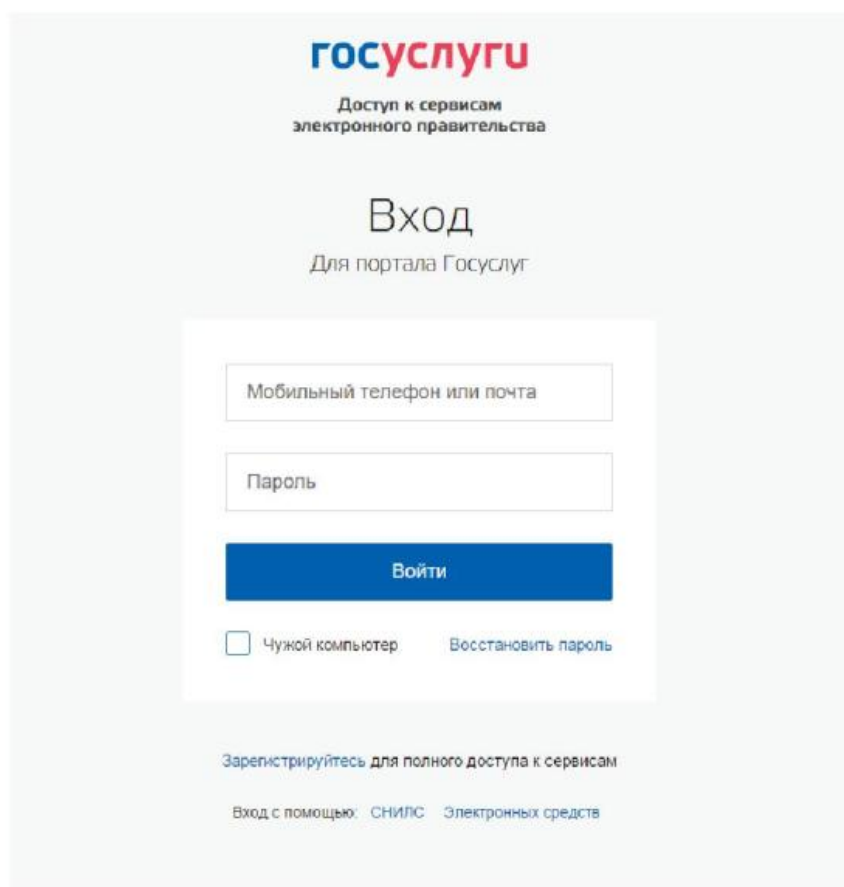 госуслуги
Доступ к сервисам
электронного правительства
Вход
Для портала Госуслуг
Мобильный телефон или почта
Пароль
Войти
Чужой компьютер Восстановить пароль
Зарегистрируйтесь для полного доступа к сервисам
Вход с помощью: СНИЛС Электронных средств